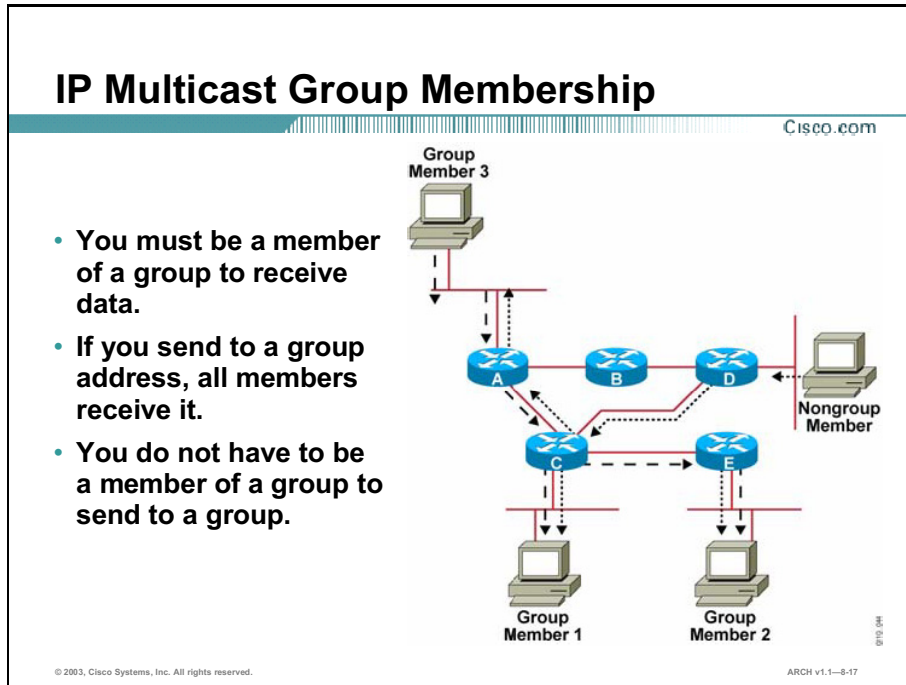 IP Multicast Group Membership
Cisco.com
• You must be a member
of a group to receive
data.
• If you send to a group
address, all members
receive it.
• You do not have to be
a member of a group to
send to a group.
Group
Member 3
A
B
D
Nongroup
Member
C
E
Group
Member 1
Group
Member 2
© 2003, Cisco Systems, Inc. All rights reserved.
ARCH v1.1—8-17